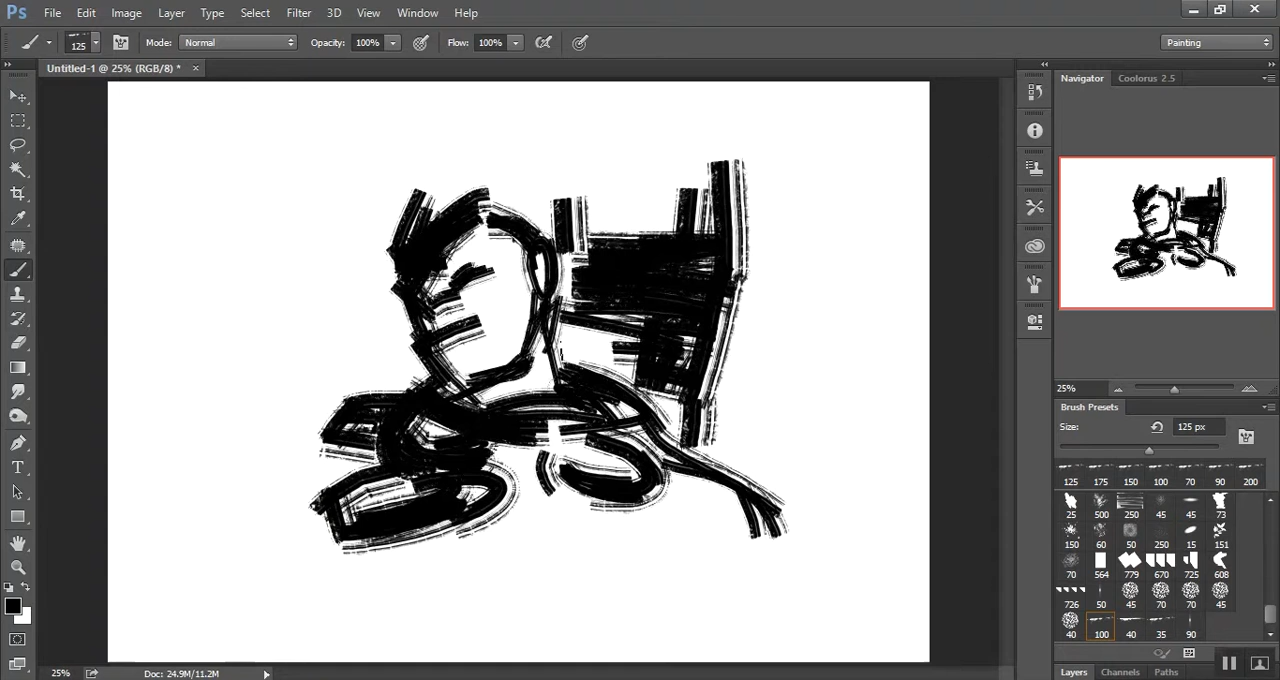 Ps File Edit Image Layer Type Select Filter 3D View Window Help
125 Mode: Normal Opacity: 100% Flow: 100% Painting
Untitled-1 @ 25% (RGB/8) * ×
Navigator Coolorus 2.5
25%
Brush Presets
Size: 125 px
125 175 150 100 70 90 200
25 500 250 45 45 73
150 60 50 250 15 151
70 564 779 670 725 608
726 50 45 70 70 45
40 100 40 35 90
25% Doc: 24.9M/11.2M
Layers Channels Paths